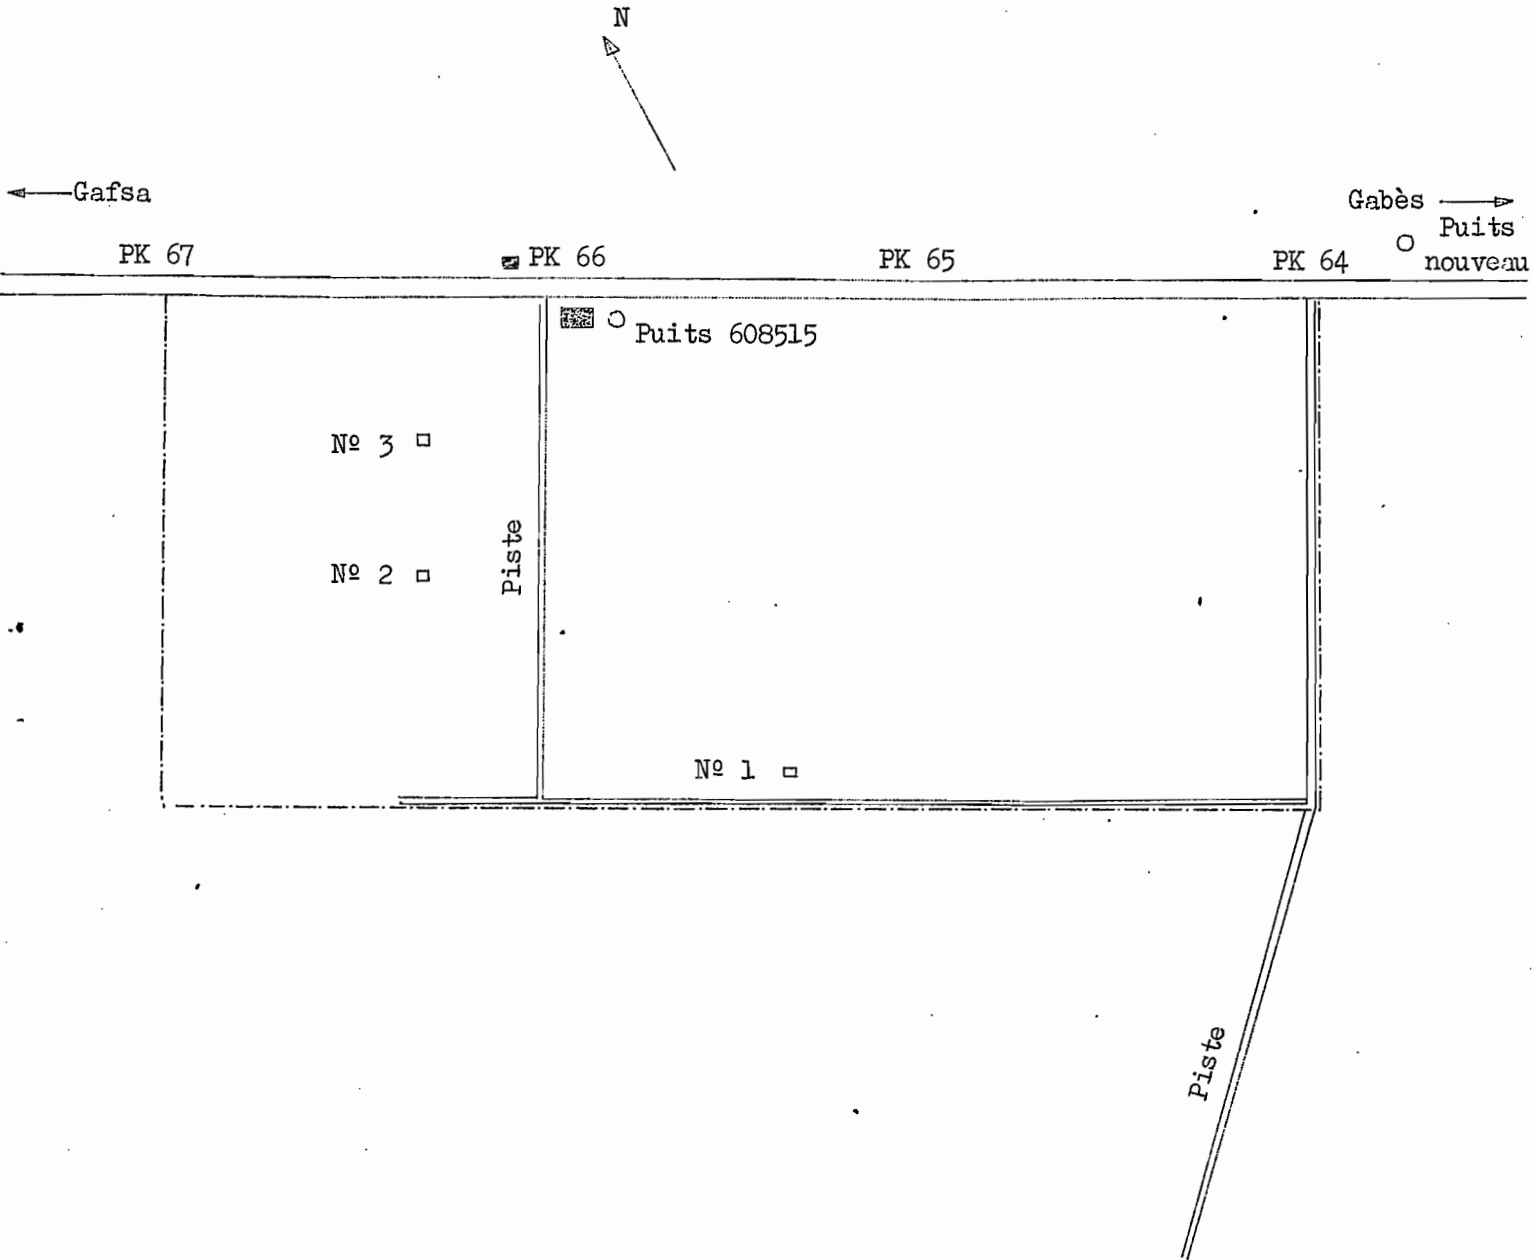 N
Gafsa
Gabès
PK 67
PK 66
PK 65
PK 64
Puits
nouveau
Puits 608515
Nº 3
Piste
Nº 2
Nº 1
Piste